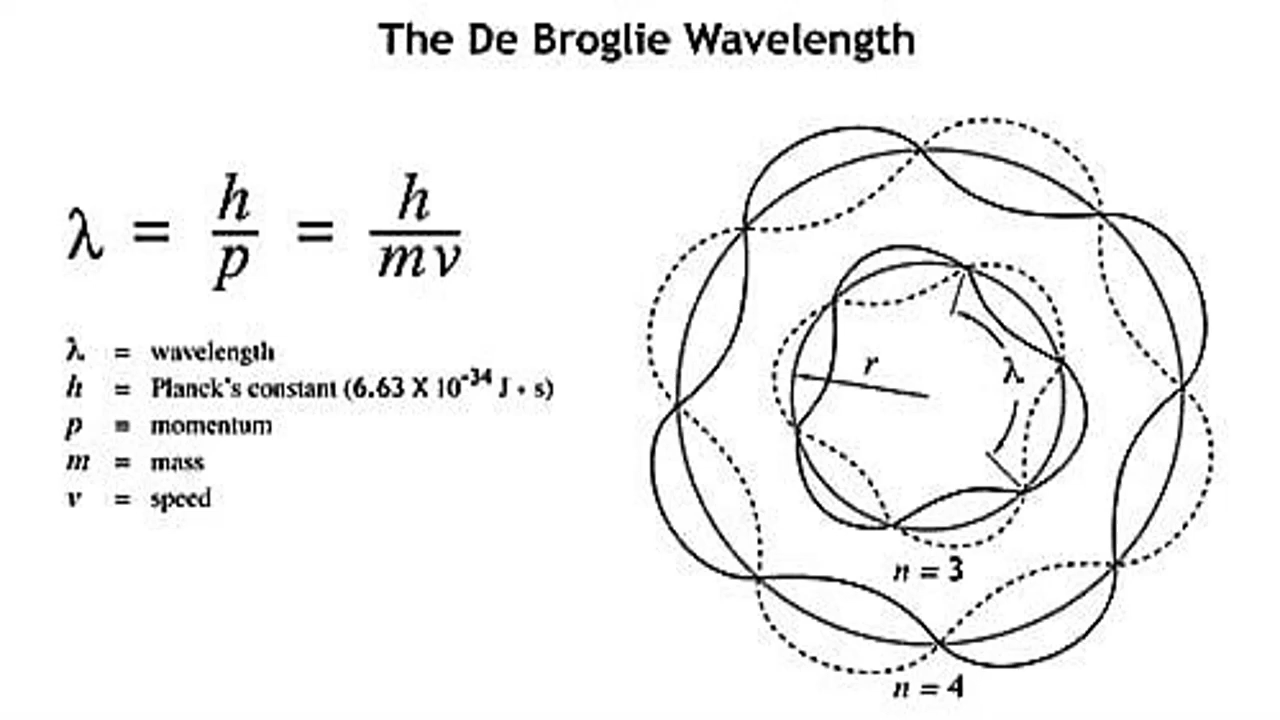 The De Broglie Wavelength
λ = h/p = h/mv
λ = wavelength
h = Planck's constant (6.63 X 10⁻³⁴ J • s)
p = momentum
m = mass
v = speed
r
λ
n = 3
n = 4